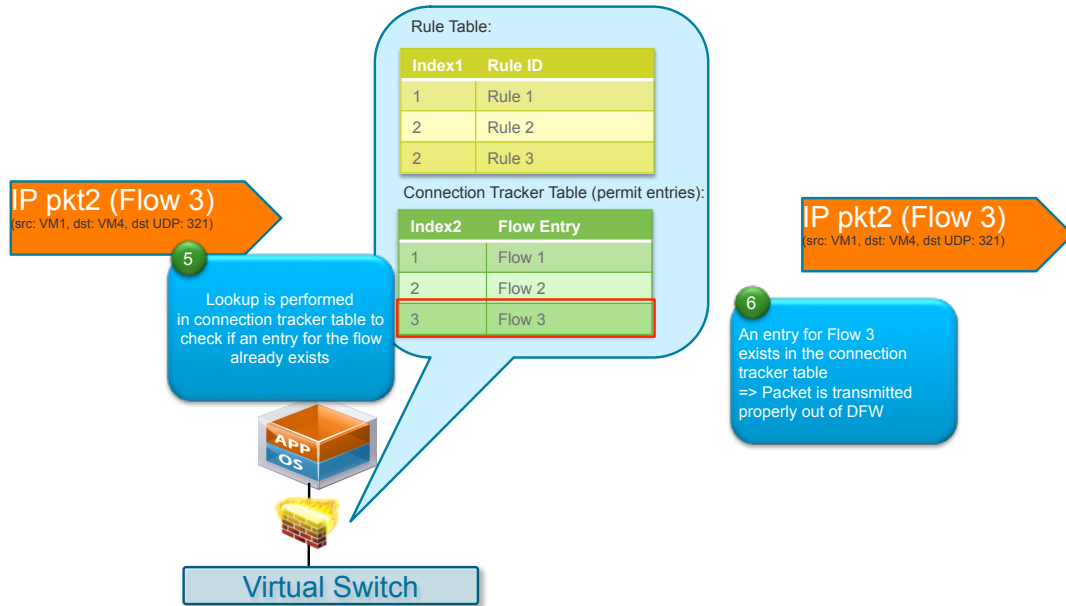 Rule Table:
Index1 Rule ID
1 Rule 1
2 Rule 2
2 Rule 3
Connection Tracker Table (permit entries):
Index2 Flow Entry
1 Flow 1
2 Flow 2
3 Flow 3
IP pkt2 (Flow 3)
(src: VM1, dst: VM4, dst UDP: 321)
5
Lookup is performed
in connection tracker table to
check if an entry for the flow
already exists
IP pkt2 (Flow 3)
(src: VM1, dst: VM4, dst UDP: 321)
6
An entry for Flow 3
exists in the connection
tracker table
=> Packet is transmitted
properly out of DFW
APP
OS
Virtual Switch